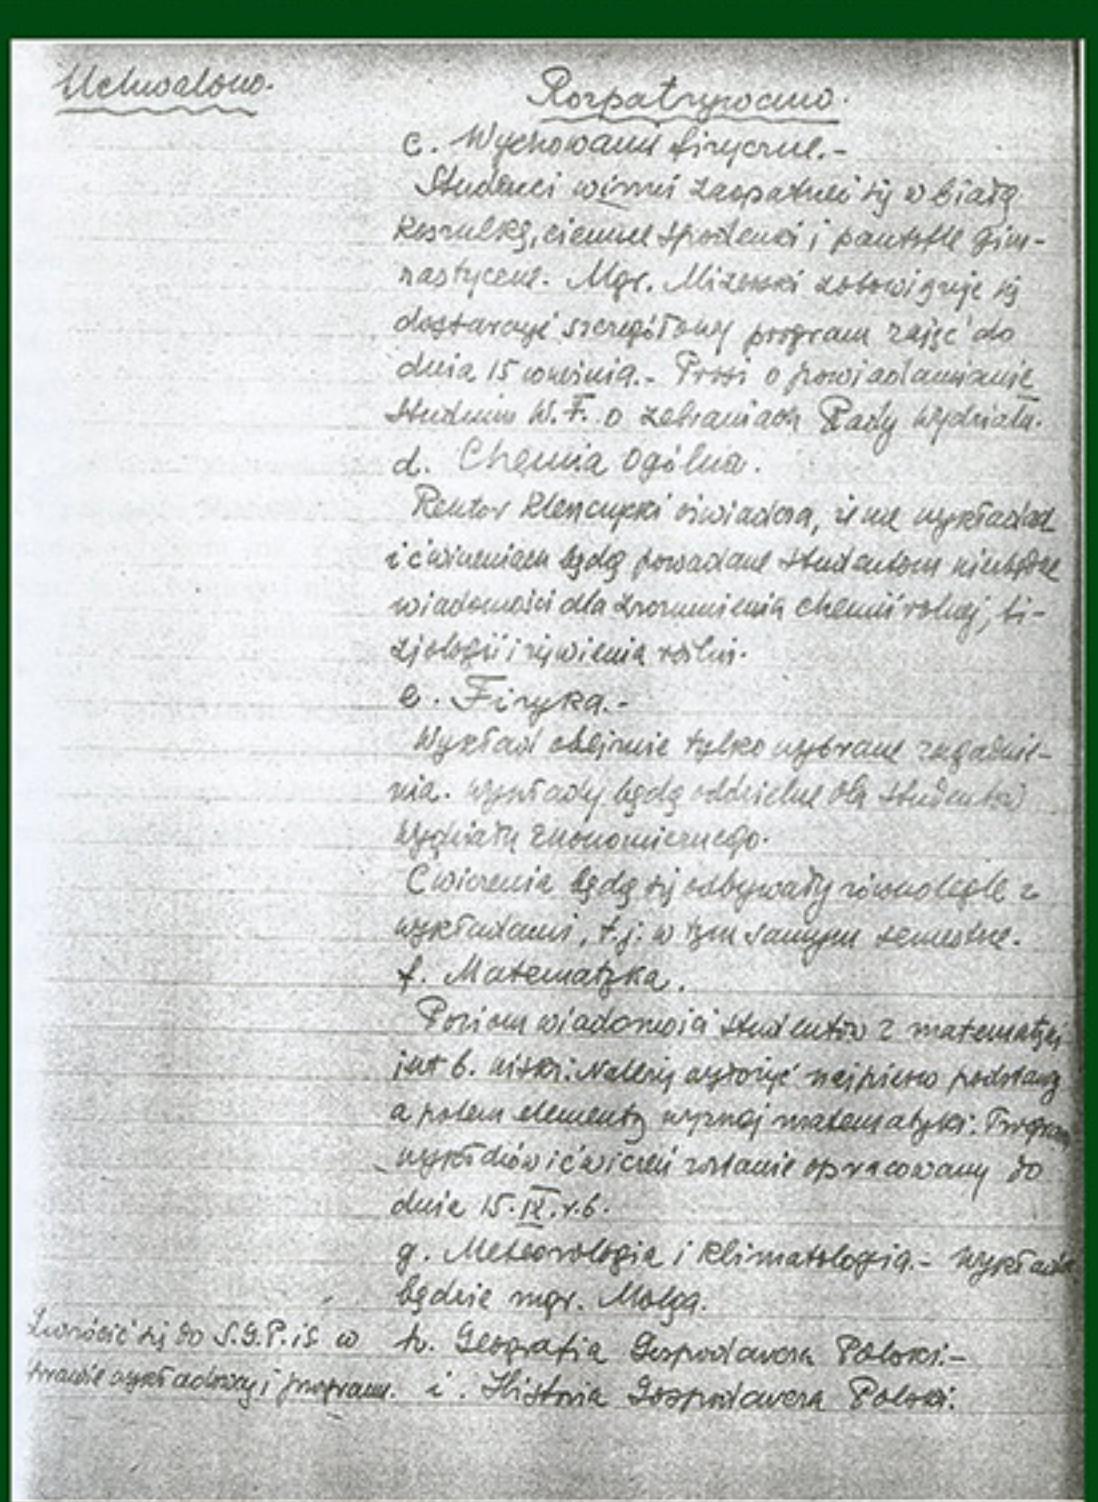 Uchwalono.
Rozpatrywano.
c. Wychowanie fizyczne.-
Studenci winni zaopatrzeć się w białą
koszulkę, ciemne spodenki i pantofle gim-
nastyczne. Mgr. zobowiązuje się
dostarczyć szczegółowy program zajęć do
dnia 15 września.- Prosi o powiadamianie
Studium W.F. o zebraniach Rady Wydziału.
d. Chemia Ogólna.
Rektor oświadcza, że na wykładach
i ćwiczeniach będą podawane studentom niezbędne
wiadomości dla zrozumienia chemii rolnej, fi-
zjologii i żywienia roślin.
e. Fizyka.-
Wykład obejmie tylko wybrane zagadnie-
nia. Wykłady będą oddzielne dla studentów
Wydziału Ekonomicznego.
Ćwiczenia będą się odbywały równolegle z
wykładami, t.j. w tym samym semestrze.
f. Matematyka.
Poziom wiadomości studentów z matematyki
jest b. niski. Należy wyłożyć najpierw podstawy
a potem elementy wyższej matematyki. Program
wykładów i ćwiczeń zostanie opracowany do
dnia 15.IX.r.b.
g. Meteorologia i Klimatologia.- Wykładać
będzie mgr. Molga.
Zwrócić się do S.G.P.iS. w
sprawie wykładowcy i program.
h. Geografia Gospodarcza Polski.-
i. Historia Gospodarcza Polski.